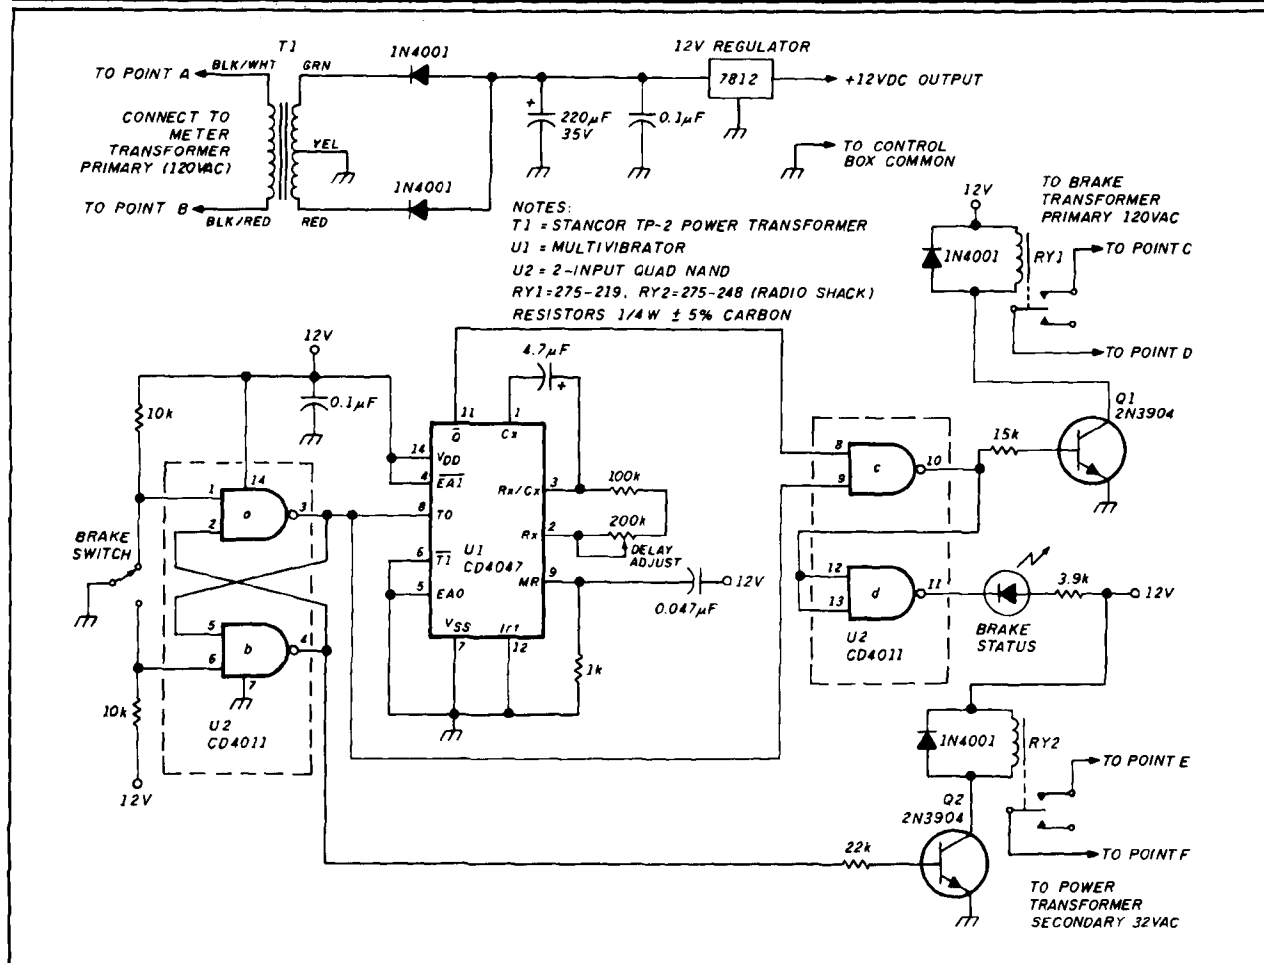 T1
1N4001
12V REGULATOR
TO POINT A
BLK/WHT
GRN
7812
+12VDC OUTPUT
CONNECT TO
METER
TRANSFORMER
PRIMARY (120VAC)
YEL
+
220µF
35V
0.1µF
TO CONTROL
BOX COMMON
1N4001
TO POINT B
BLK/RED
RED
NOTES:
T1 = STANCOR TP-2 POWER TRANSFORMER
U1 = MULTIVIBRATOR
U2 = 2-INPUT QUAD NAND
RY1=275-219, RY2=275-248 (RADIO SHACK)
RESISTORS 1/4W ± 5% CARBON
12V
TO BRAKE
TRANSFORMER
PRIMARY 120VAC
1N4001
RY1
TO POINT C
TO POINT D
12V
10k
0.1µF
4.7µF
+
11
1
Q̅
Cx
14
VDD
4
E̅A̅1̅
Rx/Cx
3
100k
8
TO
Rx
2
200k
DELAY
ADJUST
6
T̅1̅
U1
CD4047
MR
9
12V
5
EAO
0.047µF
VSS
Irt
7
12
1k
1
14
a
3
2
BRAKE
SWITCH
5
b
4
6
7
10k
U2
CD4011
12V
8
c
10
9
15k
Q1
2N3904
12
d
11
13
3.9k
12V
U2
CD4011
BRAKE
STATUS
1N4001
RY2
TO POINT E
Q2
2N3904
22k
TO POINT F
TO POWER
TRANSFORMER
SECONDARY 32VAC